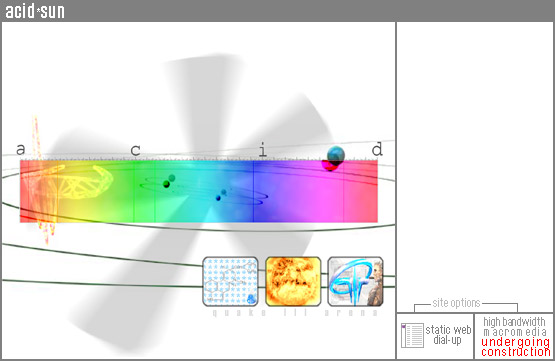 acid*sun
a c i d
quake III arena
site options
static web
dial-up
high bandwidth
macromedia
undergoing
construction